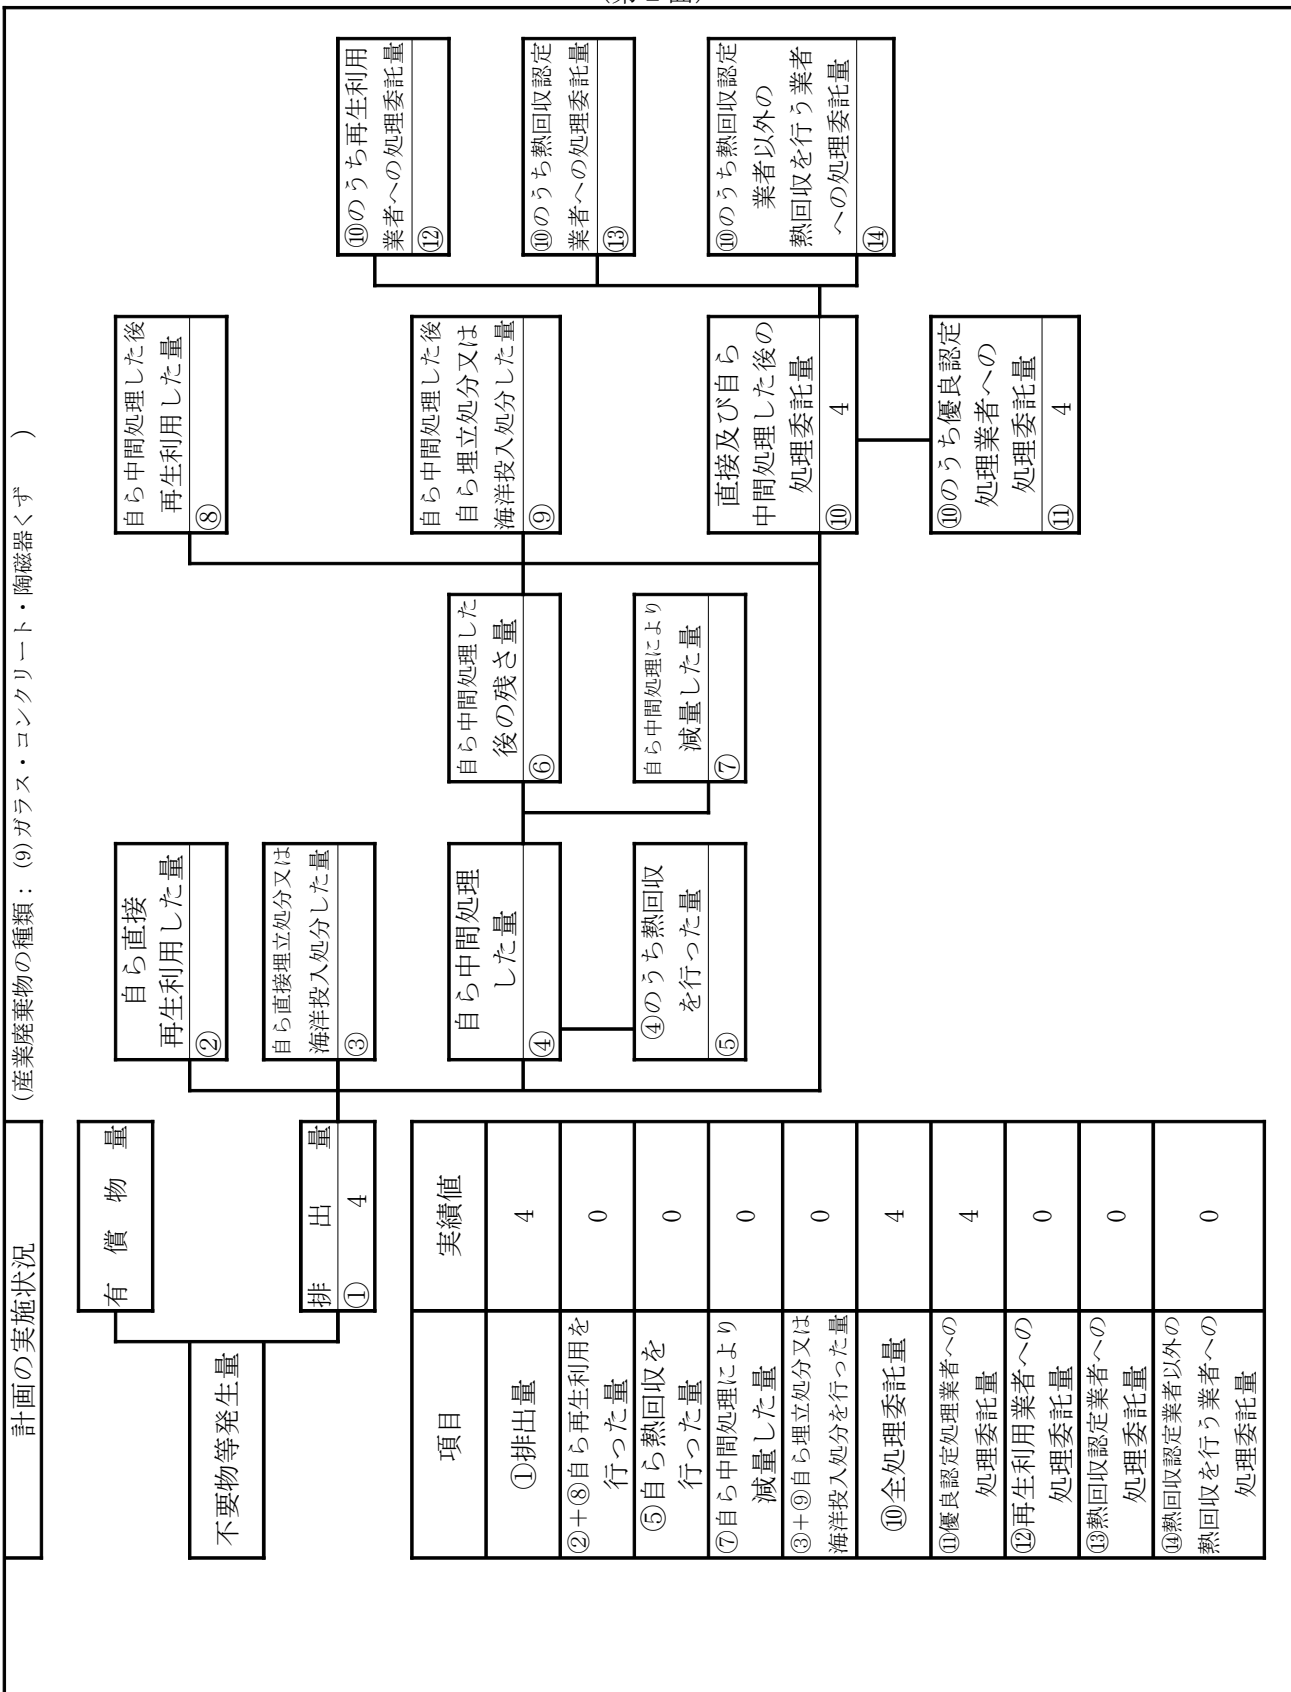 (第2面)
計画の実施状況
(産業廃棄物の種類：(9)ガラス・コンクリート・陶磁器くず )
不要物等発生量
有償物量
排出量
① 4
自ら直接
再生利用した量
②
自ら直接埋立処分又は
海洋投入処分した量
③
自ら中間処理
した量
④
④のうち熱回収
を行った量
⑤
自ら中間処理した
後の残さ量
⑥
自ら中間処理により
減量した量
⑦
自ら中間処理した後
再生利用した量
⑧
自ら中間処理した後
自ら埋立処分又は
海洋投入処分した量
⑨
直接及び自ら
中間処理した後の
処理委託量
⑩ 4
⑩のうち優良認定
処理業者への
処理委託量
⑪ 4
⑩のうち再生利用
業者への処理委託量
⑫
⑩のうち熱回収認定
業者への処理委託量
⑬
⑩のうち熱回収認定
業者以外の
熱回収を行う業者
への処理委託量
⑭
項目 実績値
①排出量 4
②＋⑧自ら再生利用を
行った量 0
⑤自ら熱回収を
行った量 0
⑦自ら中間処理により
減量した量 0
③＋⑨自ら埋立処分又は
海洋投入処分を行った量 0
⑩全処理委託量 4
⑪優良認定処理業者への
処理委託量 4
⑫再生利用業者への
処理委託量 0
⑬熱回収認定業者への
処理委託量 0
⑭熱回収認定業者以外の
熱回収を行う業者への
処理委託量 0